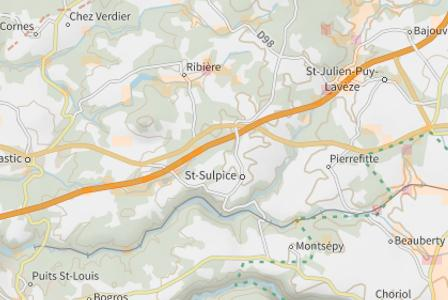 Chez Verdier
Cornes
D98
Bajouv
Ribière
St-Julien-Puy-
Laveze
astic
Pierrefitte
St-Sulpice
Montsépy
Beauberty
Puits St-Louis
Bogros
Choriol